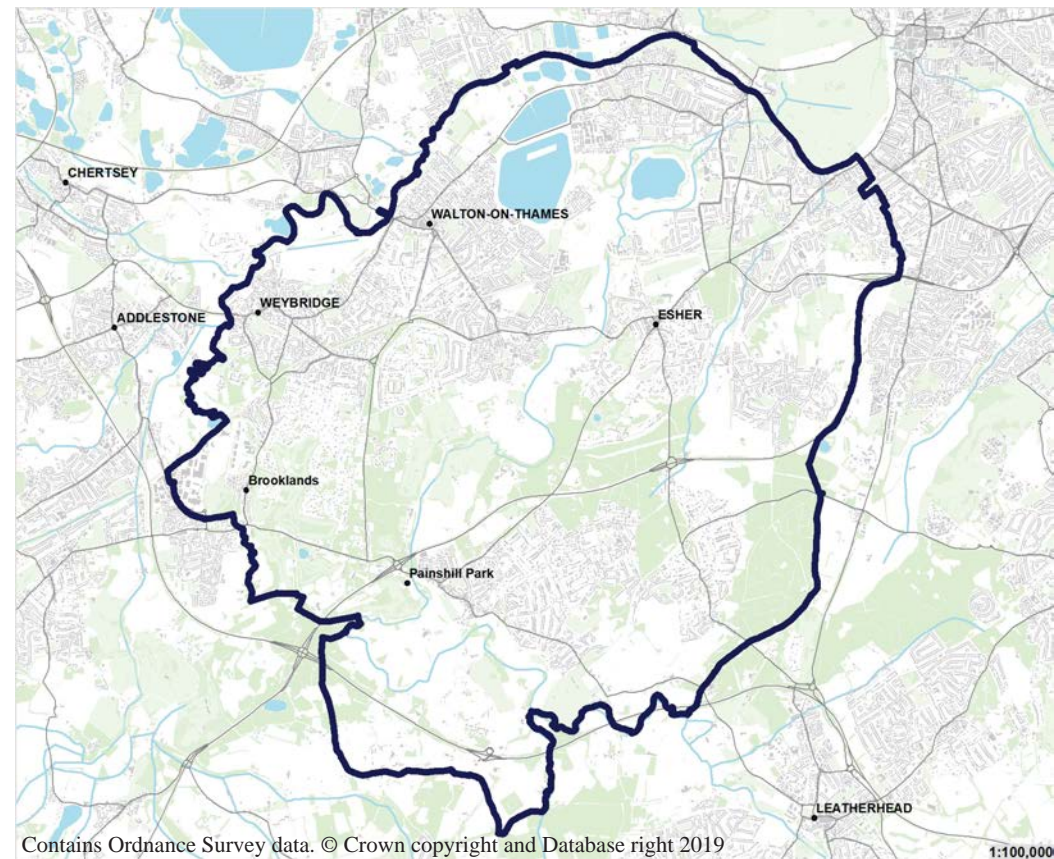 CHERTSEY
WALTON-ON-THAMES
WEYBRIDGE
ADDLESTONE
ESHER
Brooklands
Painshill Park
LEATHERHEAD
Contains Ordnance Survey data. © Crown copyright and Database right 2019
1:100,000